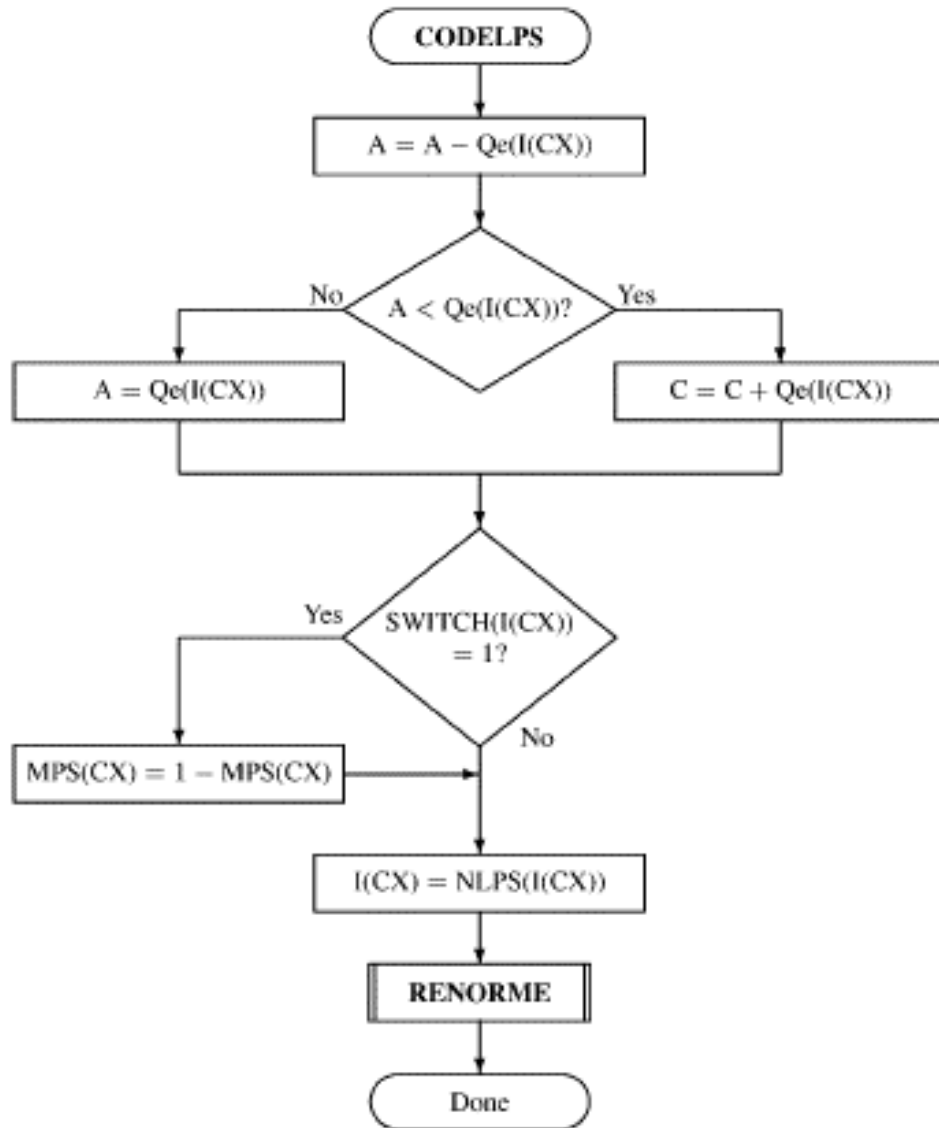 CODELPS
A = A − Qe(I(CX))
No
A < Qe(I(CX))?
Yes
A = Qe(I(CX))
C = C + Qe(I(CX))
Yes
SWITCH(I(CX))
= 1?
No
MPS(CX) = 1 − MPS(CX)
I(CX) = NLPS(I(CX))
RENORME
Done